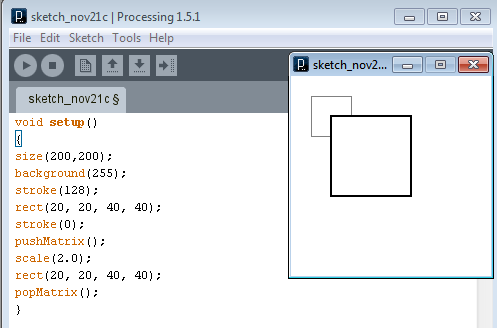 sketch_nov21c | Processing 1.5.1
File Edit Sketch Tools Help
sketch_nov21c §
void setup()
{
size(200,200);
background(255);
stroke(128);
rect(20, 20, 40, 40);
stroke(0);
pushMatrix();
scale(2.0);
rect(20, 20, 40, 40);
popMatrix();
}
sketch_nov2...